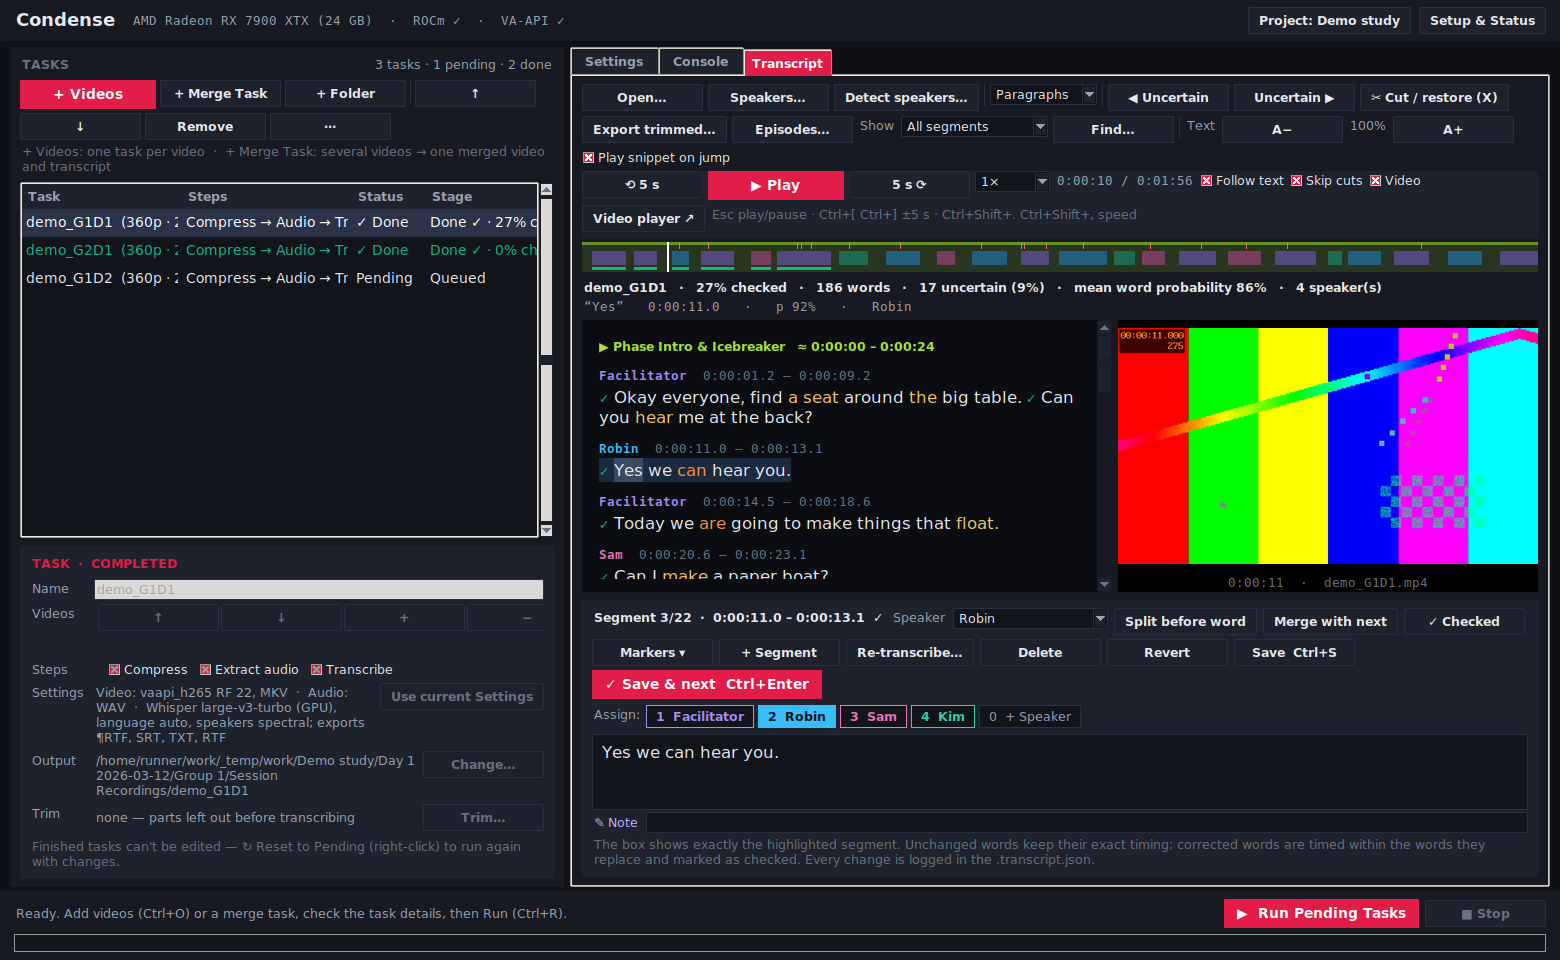 Condense AMD Radeon RX 7900 XTX (24 GB) · ROCm ✓ · VA-API ✓ Project: Demo study Setup & Status
TASKS 3 tasks · 1 pending · 2 done
+ Videos + Merge Task + Folder ↑
↓ Remove ⋯
+ Videos: one task per video · + Merge Task: several videos → one merged video
and transcript
Task Steps Status Stage
demo_G1D1 (360p · 2 Compress → Audio → Tr ✓ Done Done ✓ · 27% c
demo_G2D1 (360p · 2 Compress → Audio → Tr ✓ Done Done ✓ · 0% ch
demo_G1D2 (360p · 2 Compress → Audio → Tr Pending Queued
TASK · COMPLETED
Name demo_G1D1
Videos ↑ ↓ + −
Steps Compress Extract audio Transcribe
Settings Video: vaapi_h265 RF 22, MKV · Audio:
WAV · Whisper large-v3-turbo (GPU),
language auto, speakers spectral; exports
¶RTF, SRT, TXT, RTF
Use current Settings
Output /home/runner/work/_temp/work/Demo study/Day 1
2026-03-12/Group 1/Session
Recordings/demo_G1D1
Change…
Trim none — parts left out before transcribing Trim…
Finished tasks can't be edited — ↻ Reset to Pending (right-click) to run again
with changes.
Settings Console Transcript
Open… Speakers… Detect speakers… Paragraphs ◀ Uncertain Uncertain ▶ ✂ Cut / restore (X)
Export trimmed… Episodes… Show All segments Find… Text A− 100% A+
Play snippet on jump
⟲ 5 s ▶ Play 5 s ⟳ 1× 0:00:10 / 0:01:56 Follow text Skip cuts Video
Video player ↗ Esc play/pause · Ctrl+[ Ctrl+] ±5 s · Ctrl+Shift+. Ctrl+Shift+, speed
demo_G1D1 · 27% checked · 186 words · 17 uncertain (9%) · mean word probability 86% · 4 speaker(s)
“Yes” 0:00:11.0 · p 92% · Robin
▶ Phase Intro & Icebreaker ≈ 0:00:00 – 0:00:24
Facilitator 0:00:01.2 — 0:00:09.2
✓ Okay everyone, find a seat around the big table. ✓ Can
you hear me at the back?
Robin 0:00:11.0 — 0:00:13.1
✓ Yes we can hear you.
Facilitator 0:00:14.5 — 0:00:18.6
✓ Today we are going to make things that float.
Sam 0:00:20.6 — 0:00:23.1
✓ Can I make a paper boat?
00:00:11.000
275
0:00:11 · demo_G1D1.mp4
Segment 3/22 · 0:00:11.0 – 0:00:13.1 ✓ Speaker Robin Split before word Merge with next ✓ Checked
Markers ▾ + Segment Re-transcribe… Delete Revert Save Ctrl+S
✓ Save & next Ctrl+Enter
Assign: 1 Facilitator 2 Robin 3 Sam 4 Kim 0 + Speaker
Yes we can hear you.
✎ Note
The box shows exactly the highlighted segment. Unchanged words keep their exact timing; corrected words are timed within the words they
replace and marked as checked. Every change is logged in the .transcript.json.
Ready. Add videos (Ctrl+O) or a merge task, check the task details, then Run (Ctrl+R). ▶ Run Pending Tasks ■ Stop